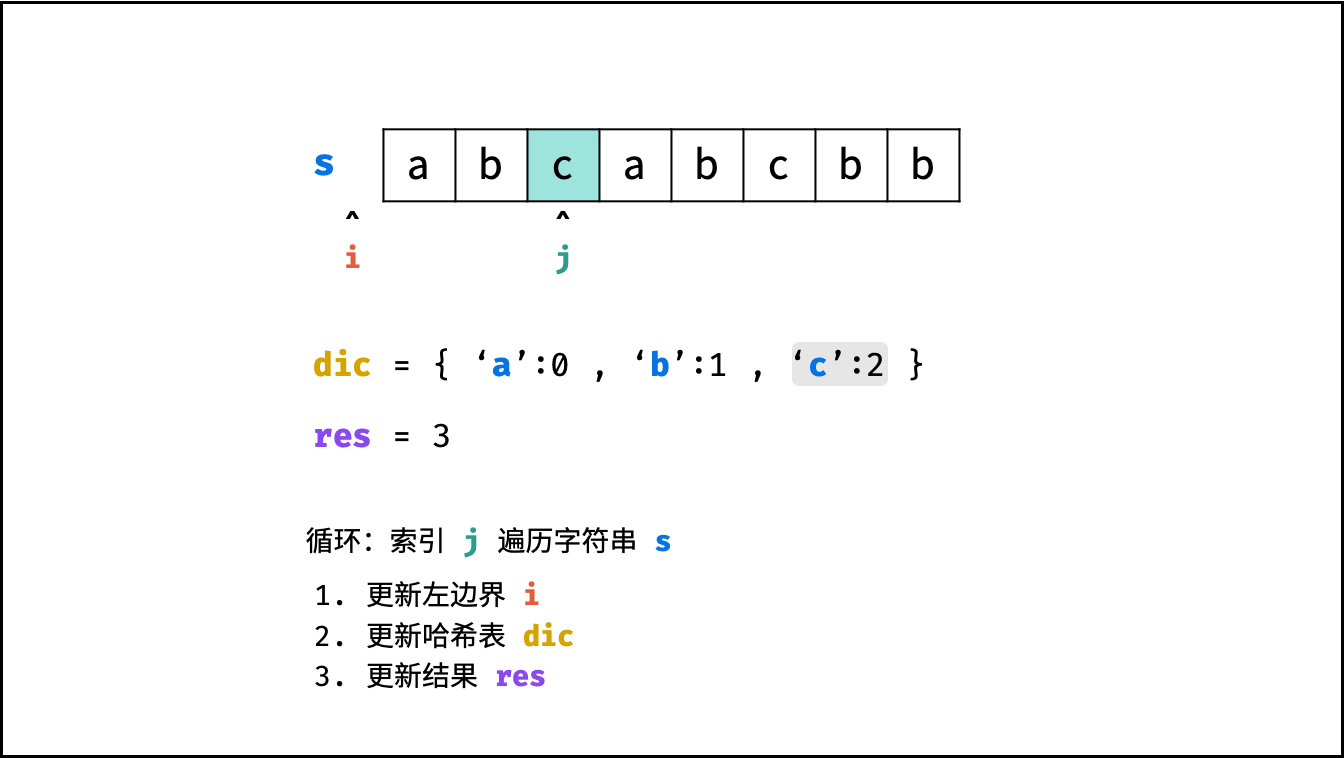 s a b c a b c b b
^ ^
i j
dic = { ‘a’:0 , ‘b’:1 , ‘c’:2 }
res = 3
循环：索引 j 遍历字符串 s
1. 更新左边界 i
2. 更新哈希表 dic
3. 更新结果 res